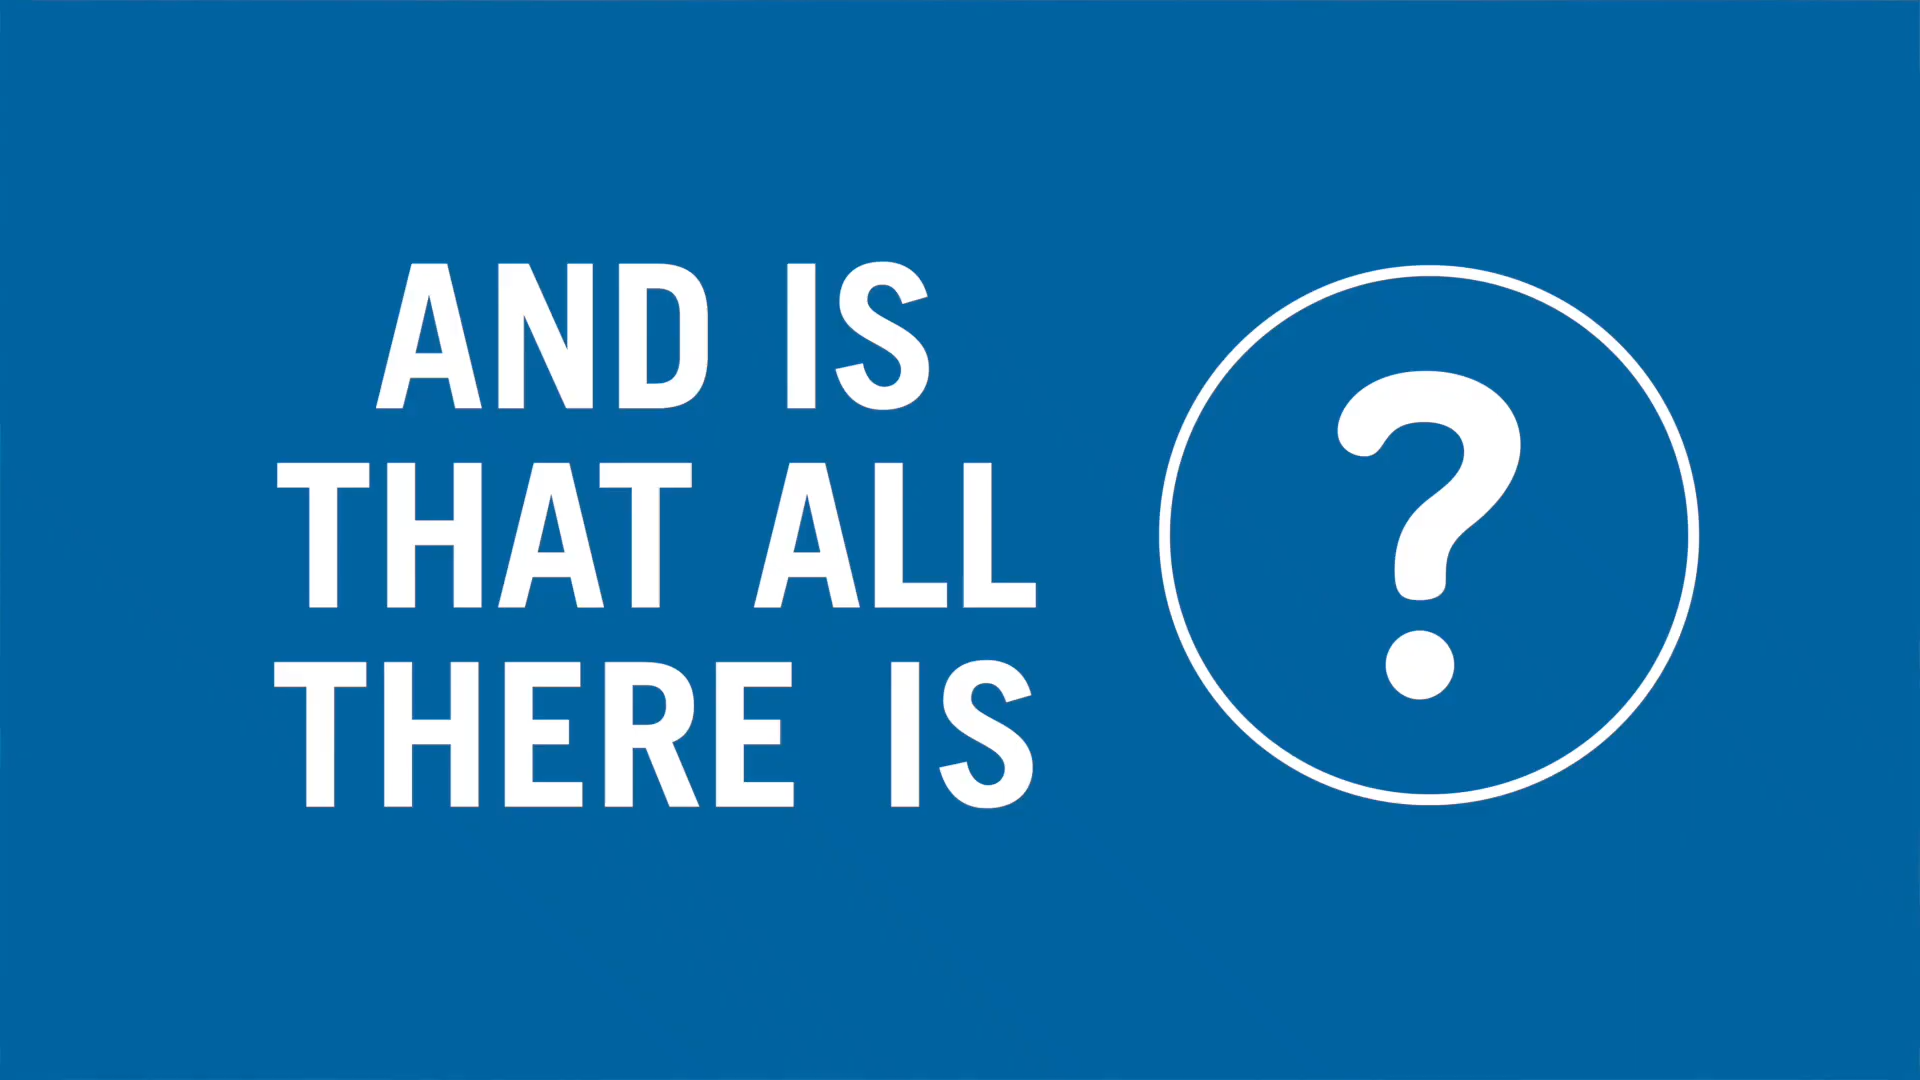 AND IS
THAT ALL
THERE IS
?